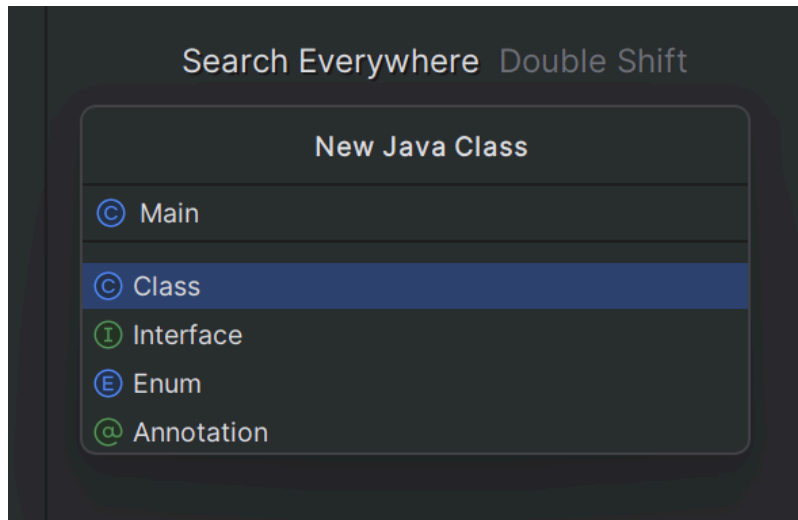 Search Everywhere Double Shift
New Java Class
C Main
C Class
I Interface
E Enum
@ Annotation